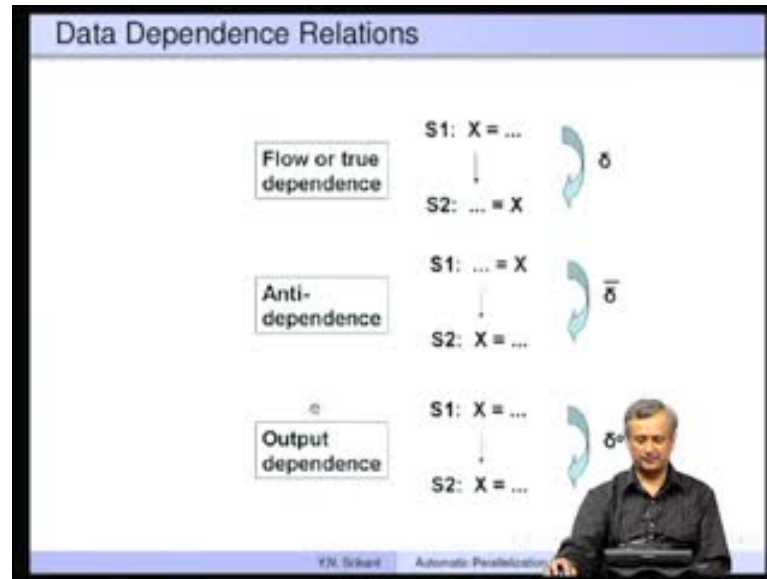 Data Dependence Relations
Flow or true
dependence
S1: X = ...
S2: ... = X
δ
Anti-
dependence
S1: ... = X
S2: X = ...
δ̅
Output
dependence
S1: X = ...
S2: X = ...
δᵒ
Y.N. Srikant
Automatic Parallelization